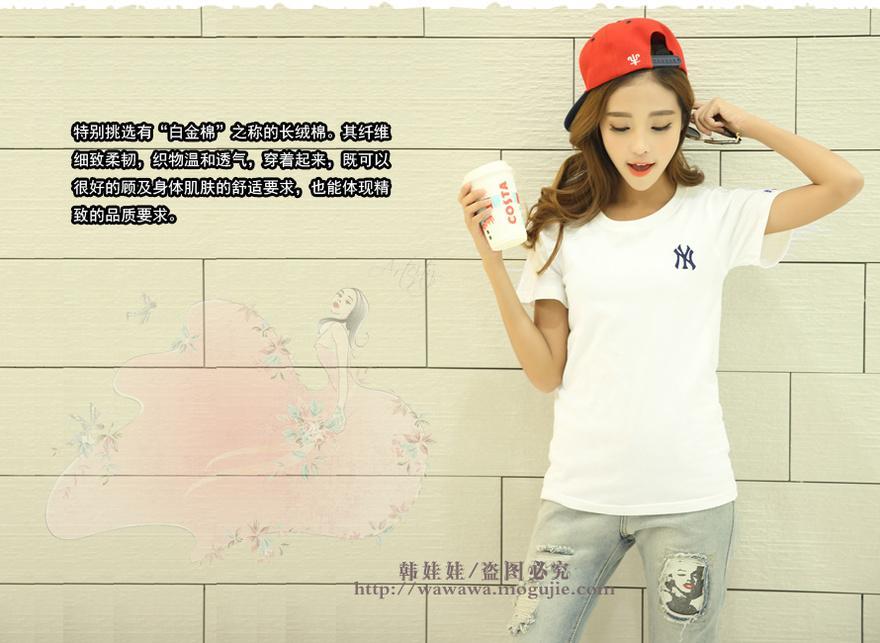 特别挑选有“白金棉”之称的长绒棉。其纤维
细致柔韧，织物温和透气，穿着起来，既可以
很好的顾及身体肌肤的舒适要求，也能体现精
致的品质要求。
COSTA
NY
韩娃娃/盗图必究
http://wawawa.mogujie.com